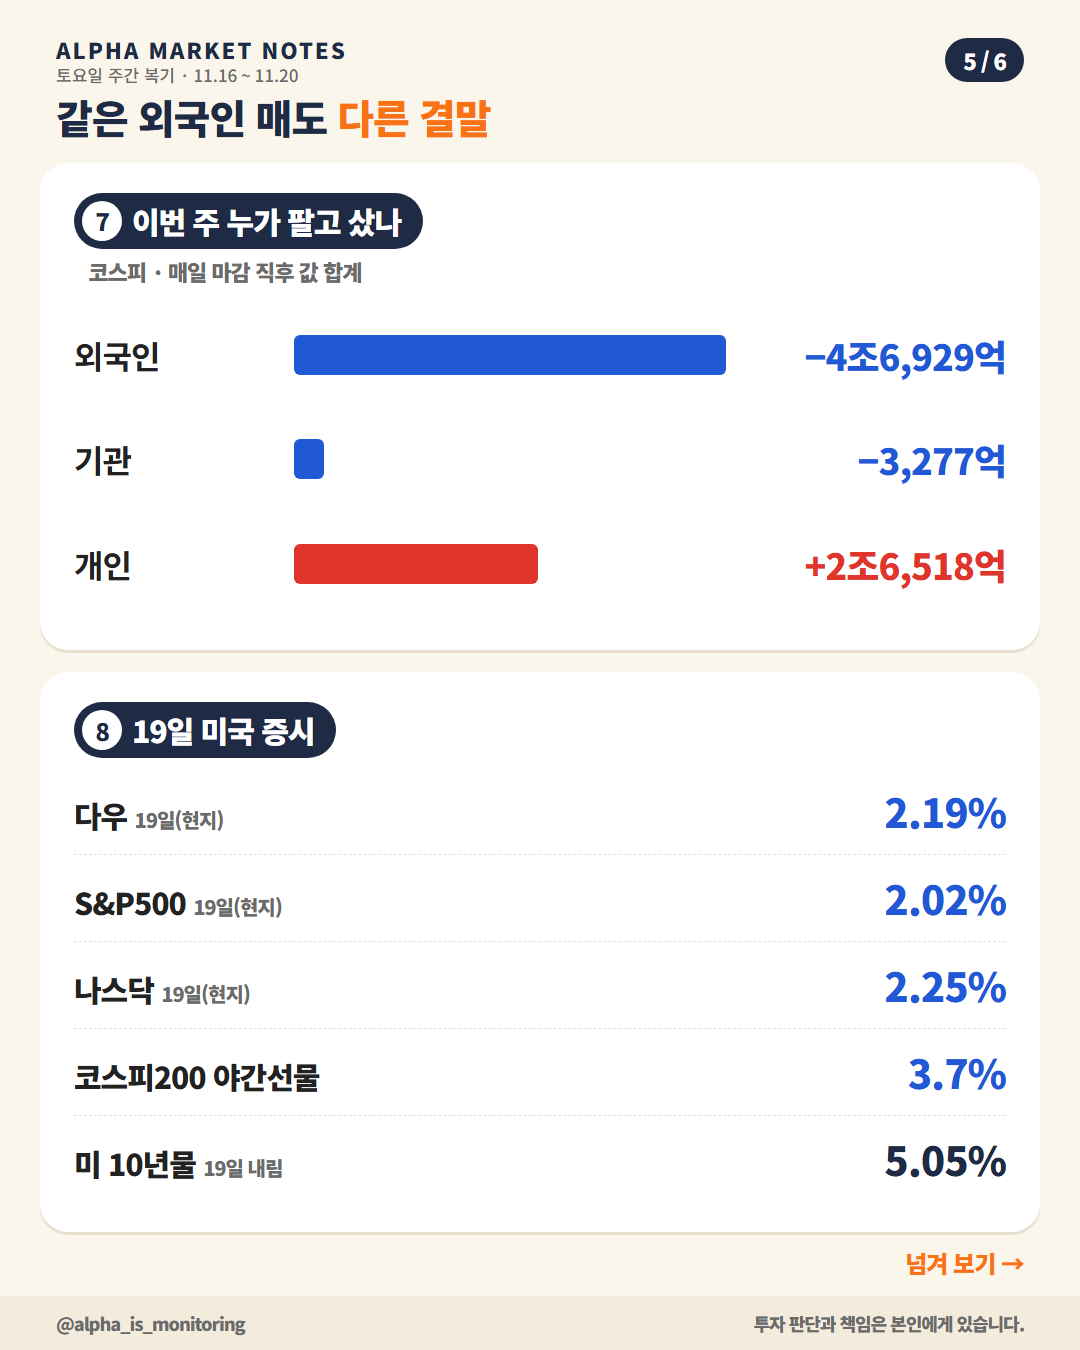 ALPHA MARKET NOTES
토요일 주간 복기 · 11.16 ~ 11.20
5 / 6
같은 외국인 매도 다른 결말
7 이번 주 누가 팔고 샀나
코스피 · 매일 마감 직후 값 합계
외국인 −4조6,929억
기관 −3,277억
개인 +2조6,518억
8 19일 미국 증시
다우 19일(현지) 2.19%
S&P500 19일(현지) 2.02%
나스닥 19일(현지) 2.25%
코스피200 야간선물 3.7%
미 10년물 19일 내림 5.05%
넘겨 보기 →
@alpha_is_monitoring
투자 판단과 책임은 본인에게 있습니다.